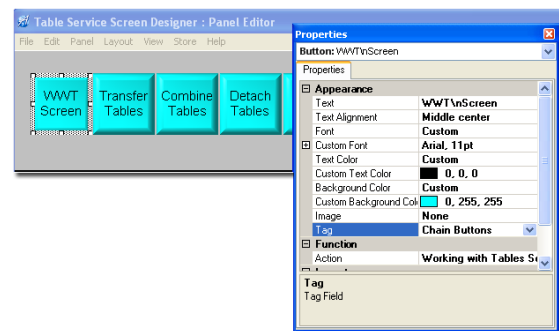 Table Service Screen Designer : Panel Editor
File Edit Panel Layout View Store Help
WWT
Screen
Transfer
Tables
Combine
Tables
Detach
Tables
Properties
Button: WWT\nScreen
Properties
Appearance
Text WWT\nScreen
Text Alignment Middle center
Font Custom
Custom Font Arial, 11pt
Text Color Custom
Custom Text Color 0, 0, 0
Background Color Custom
Custom Background Col 0, 255, 255
Image None
Tag Chain Buttons
Function
Action Working with Tables S
Tag
Tag Field